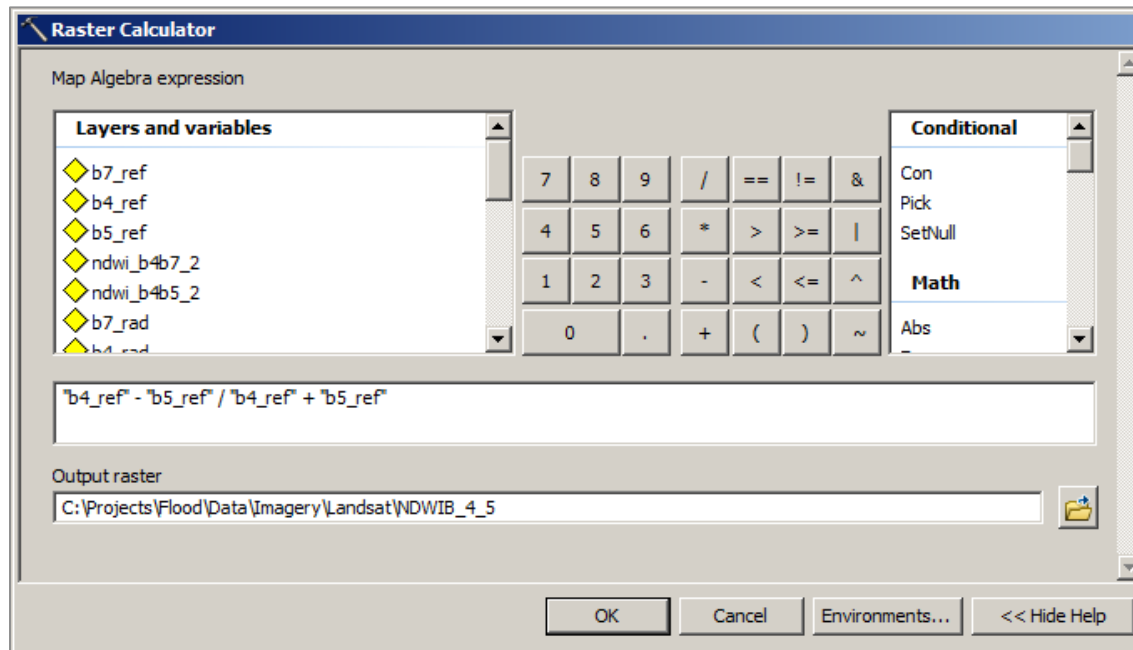 Raster Calculator
Map Algebra expression
Layers and variables
b7_ref
b4_ref
b5_ref
ndwi_b4b7_2
ndwi_b4b5_2
b7_rad
b4_rad
7 8 9 / == != &
4 5 6 * > >= |
1 2 3 - < <= ^
0 . + ( ) ~
Conditional
Con
Pick
SetNull
Math
Abs
"b4_ref" - "b5_ref" / "b4_ref" + "b5_ref"
Output raster
C:\Projects\Flood\Data\Imagery\Landsat\NDWIB_4_5
OK Cancel Environments... << Hide Help